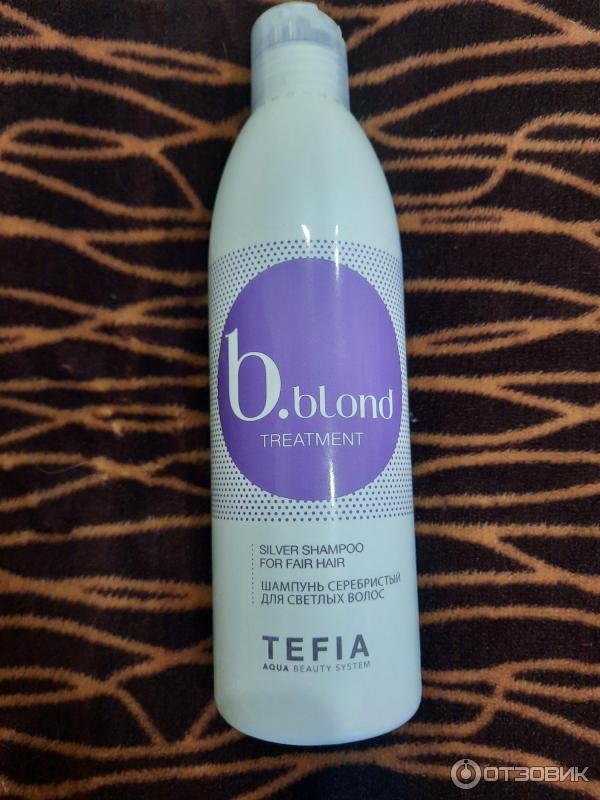 b.blond
TREATMENT
SILVER SHAMPOO
FOR FAIR HAIR
ШАМПУНЬ СЕРЕБРИСТЫЙ
ДЛЯ СВЕТЛЫХ ВОЛОС
TEFIA
AQUA BEAUTY SYSTEM
ОТЗОВИК